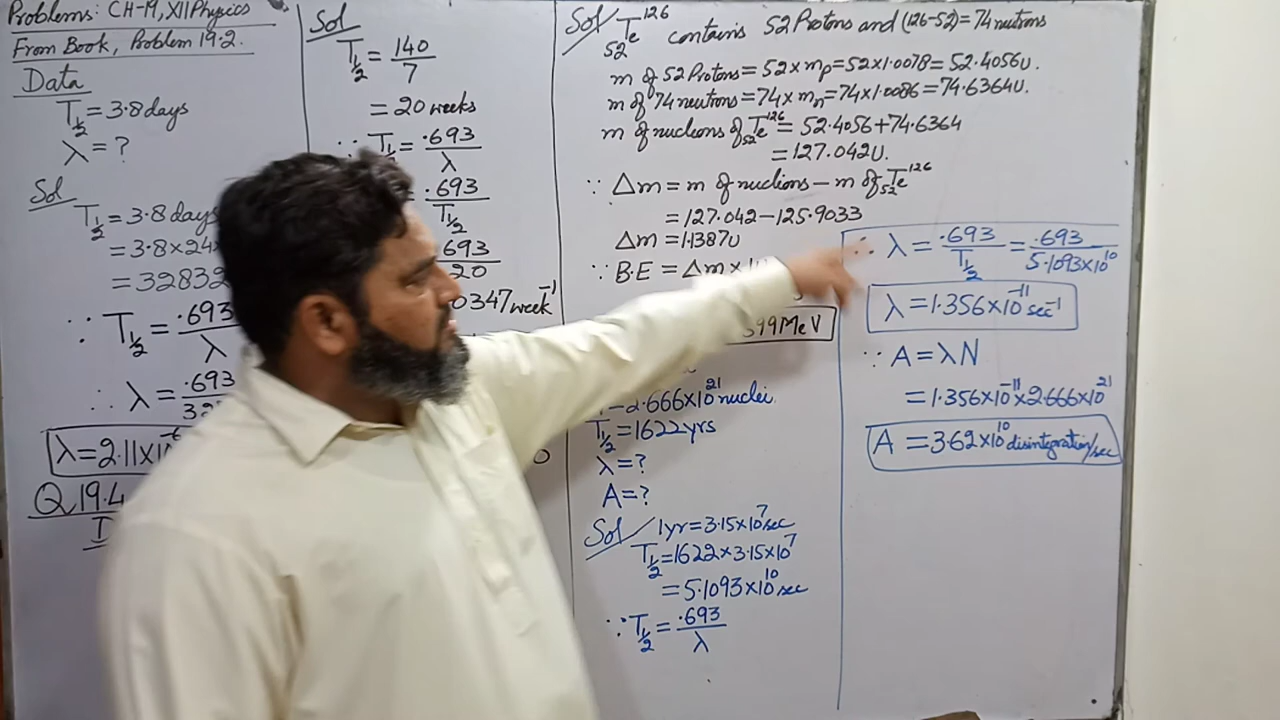 Problems: CH-19, XII Physics
From Book, Problem 19.2.
Data
T½ = 3.8 days
λ = ?
Sol
T½ = 3.8 days
= 3.8×24
= 32832
∵ T½ = .693/λ
∴ λ = .693/32
λ = 2.11×10⁻⁶
Q 19.4
Sol
T½ = 140/7
= 20 weeks
∵ T½ = .693/λ
= .693/T½
693/20
0347 week⁻¹
Sol/ ₅₂Te¹²⁶ contains 52 Protons and (126-52) = 74 neutrons
m of 52 Protons = 52×mₚ = 52×1.0078 = 52.4056U.
m of 74 neutrons = 74×mₙ = 74×1.0086 = 74.6364U.
m of nuclions of ₅₂Te¹²⁶ = 52.4056+74.6364
= 127.042U.
∵ Δm = m of nuclions – m of ₅₂Te¹²⁶
= 127.042–125.9033
Δm = 1.1387U
∵ B.E = Δm×
599 MeV
= 2.666×10²¹ nuclei.
T½ = 1622 yrs
λ = ?
A = ?
Sol/ 1yr = 3.15×10⁷ sec
T½ = 1622×3.15×10⁷
= 5.1093×10¹⁰ sec
∵ T½ = .693/λ
∴ λ = .693/T½ = .693/5.1093×10¹⁰
λ = 1.356×10⁻¹¹ sec⁻¹
∵ A = λN
= 1.356×10⁻¹¹×2.666×10²¹
A = 3.62×10¹⁰ disintegration/sec